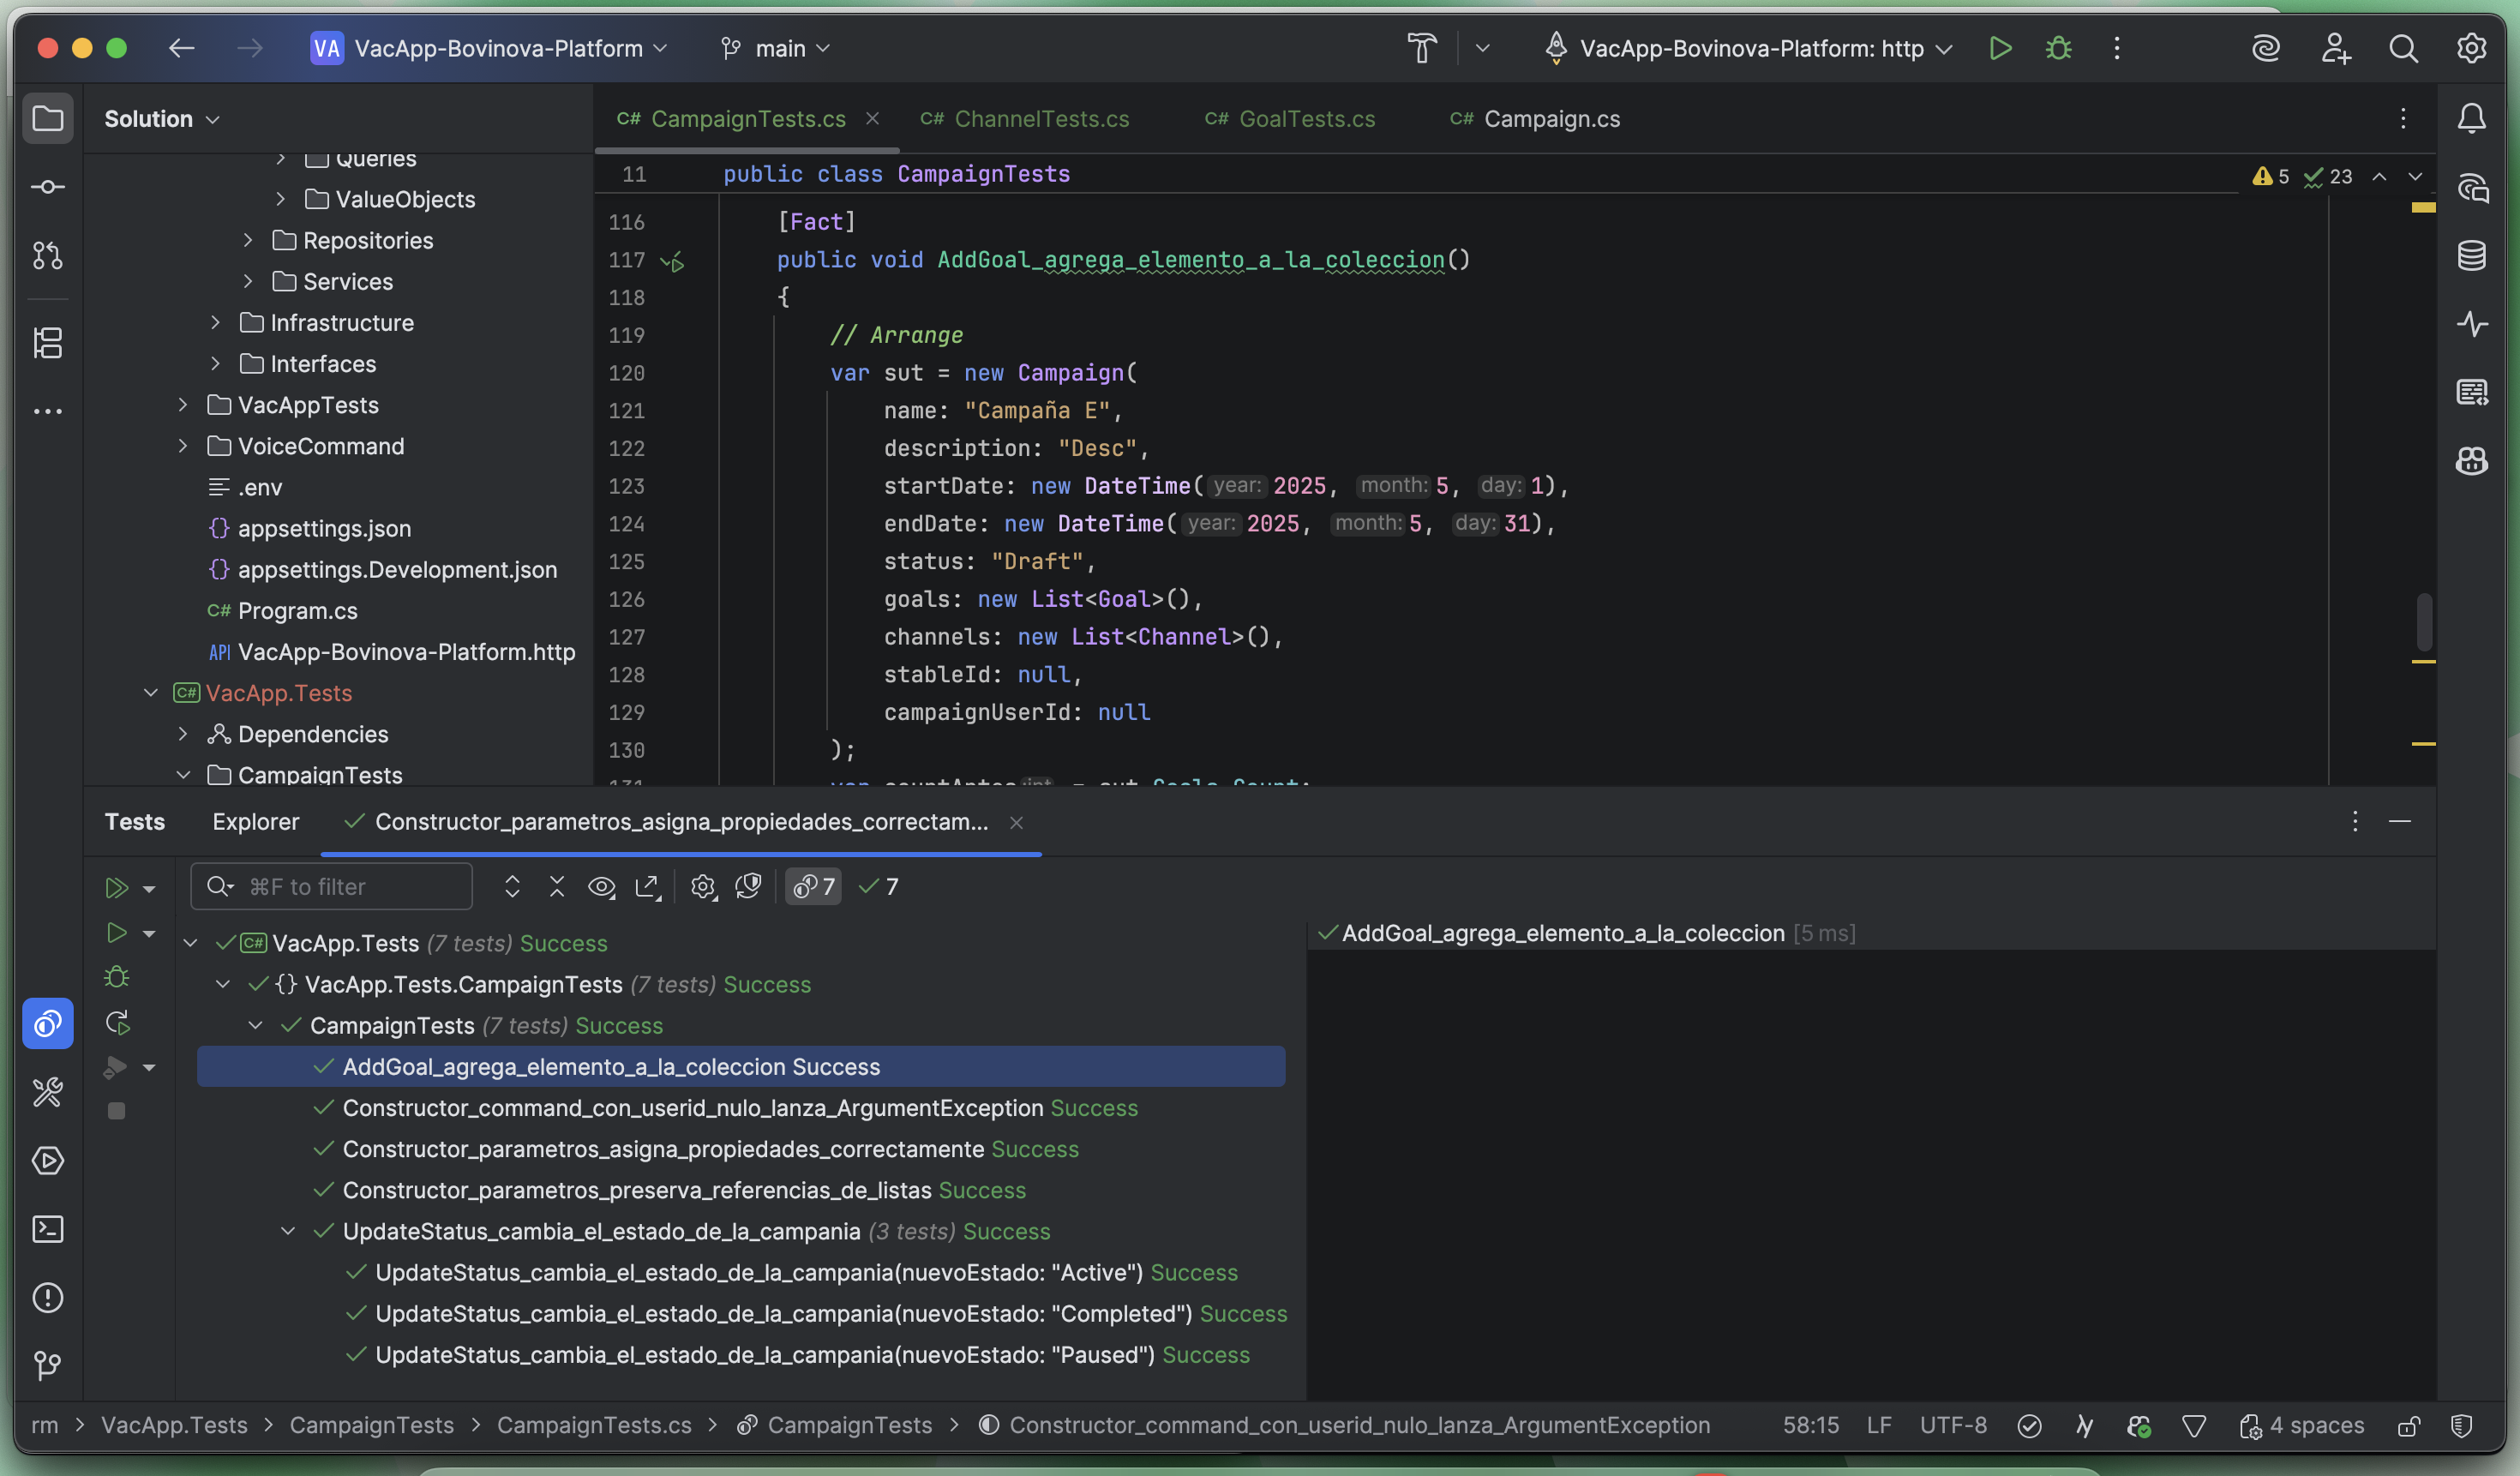 VA VacApp-Bovinova-Platform main VacApp-Bovinova-Platform: http
Solution
Queries
ValueObjects
Repositories
Services
Infrastructure
Interfaces
VacAppTests
VoiceCommand
.env
{} appsettings.json
{} appsettings.Development.json
C# Program.cs
API VacApp-Bovinova-Platform.http
C# VacApp.Tests
Dependencies
CampaignTests
C# CampaignTests.cs C# ChannelTests.cs C# GoalTests.cs C# Campaign.cs
11 public class CampaignTests 5 23
116 [Fact]
117 public void AddGoal_agrega_elemento_a_la_coleccion()
118 {
119 // Arrange
120 var sut = new Campaign(
121 name: "Campaña E",
122 description: "Desc",
123 startDate: new DateTime( year: 2025, month: 5, day: 1),
124 endDate: new DateTime( year: 2025, month: 5, day: 31),
125 status: "Draft",
126 goals: new List<Goal>(),
127 channels: new List<Channel>(),
128 stableId: null,
129 campaignUserId: null
130 );
131 var countAntes int = sut.Goals.Count;
Tests Explorer Constructor_parametros_asigna_propiedades_correctam...
⌘F to filter 7 7
C# VacApp.Tests (7 tests) Success
{} VacApp.Tests.CampaignTests (7 tests) Success
CampaignTests (7 tests) Success
AddGoal_agrega_elemento_a_la_coleccion Success
Constructor_command_con_userid_nulo_lanza_ArgumentException Success
Constructor_parametros_asigna_propiedades_correctamente Success
Constructor_parametros_preserva_referencias_de_listas Success
UpdateStatus_cambia_el_estado_de_la_campania (3 tests) Success
UpdateStatus_cambia_el_estado_de_la_campania(nuevoEstado: "Active") Success
UpdateStatus_cambia_el_estado_de_la_campania(nuevoEstado: "Completed") Success
UpdateStatus_cambia_el_estado_de_la_campania(nuevoEstado: "Paused") Success
AddGoal_agrega_elemento_a_la_coleccion [5 ms]
rm > VacApp.Tests > CampaignTests > CampaignTests.cs > CampaignTests > Constructor_command_con_userid_nulo_lanza_ArgumentException 58:15 LF UTF-8 4 spaces